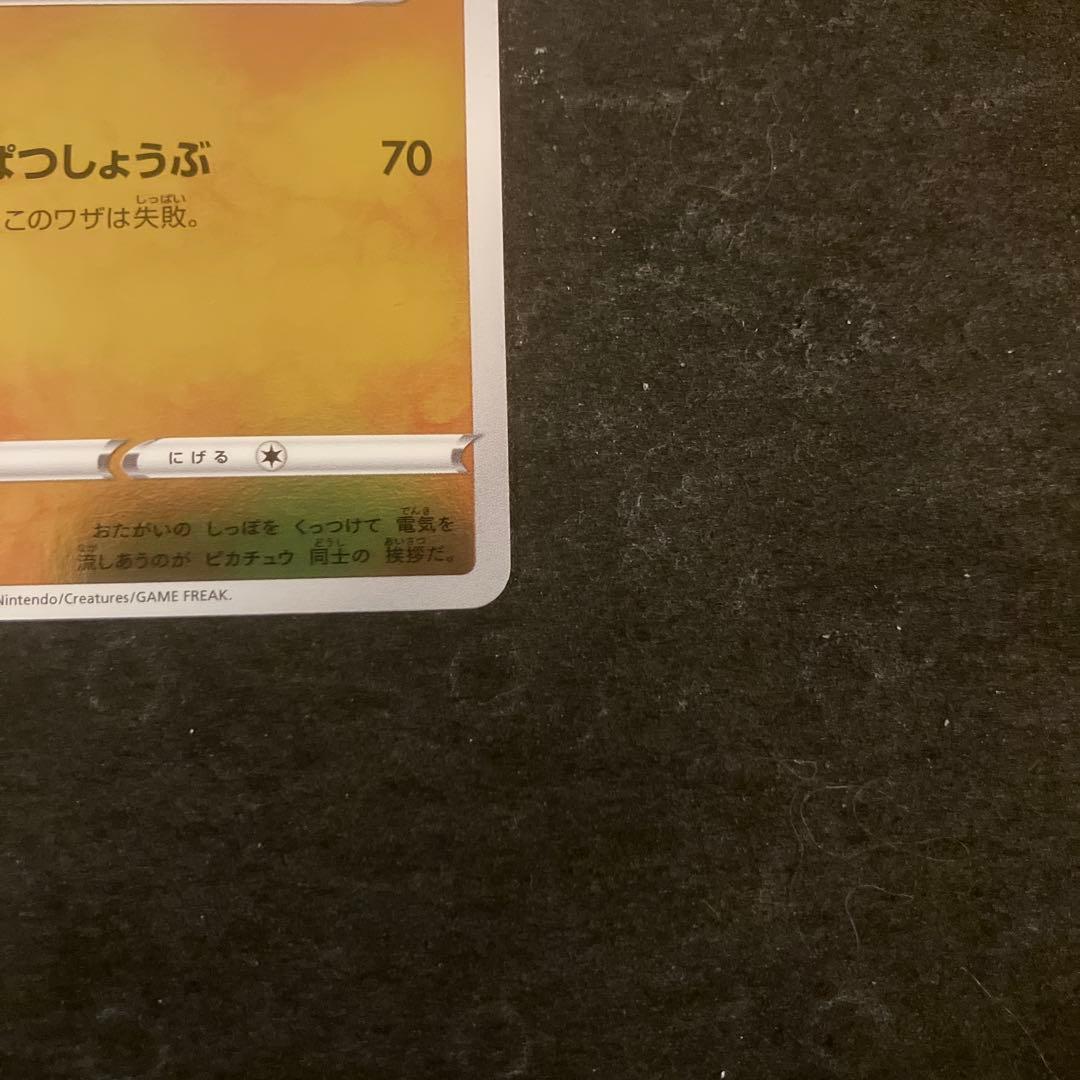 ぱつしょうぶ 70
このワザは失敗。
にげる
おたがいの しっぽを くっつけて 電気を
流しあうのが ピカチュウ 同士の 挨拶だ。
Nintendo/Creatures/GAME FREAK.